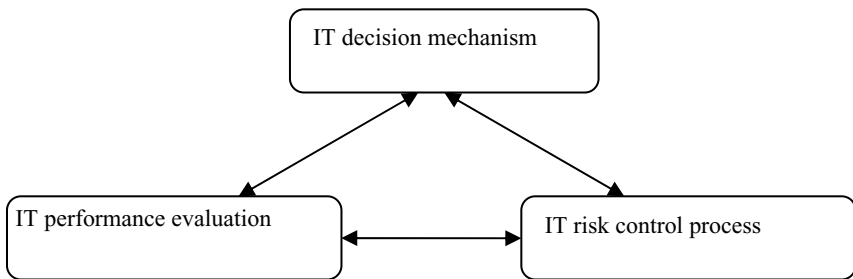 IT decision mechanism
IT performance evaluation
IT risk control process